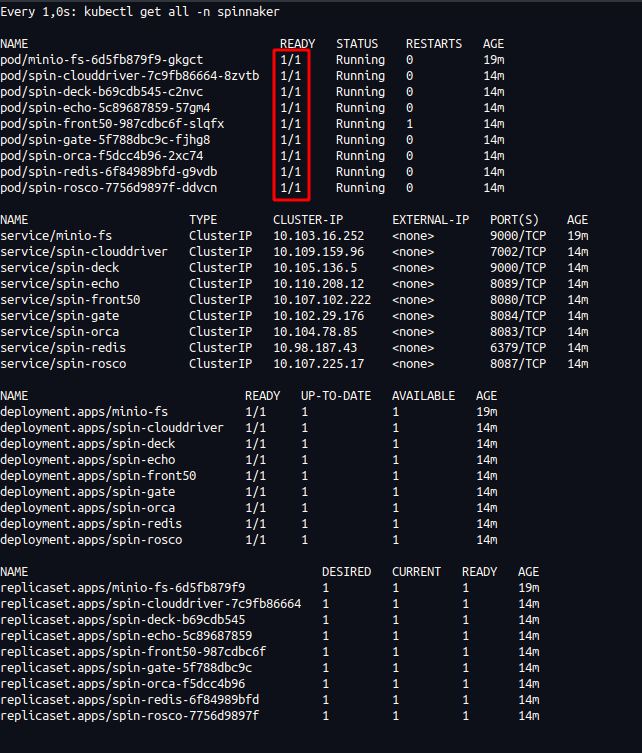 Every 1,0s: kubectl get all -n spinnaker
NAME READY STATUS RESTARTS AGE
pod/minio-fs-6d5fb879f9-gkgct 1/1 Running 0 19m
pod/spin-clouddriver-7c9fb86664-8zvtb 1/1 Running 0 14m
pod/spin-deck-b69cdb545-c2nvc 1/1 Running 0 14m
pod/spin-echo-5c89687859-57gm4 1/1 Running 0 14m
pod/spin-front50-987cdbc6f-slqfx 1/1 Running 1 14m
pod/spin-gate-5f788dbc9c-fjhg8 1/1 Running 0 14m
pod/spin-orca-f5dcc4b96-2xc74 1/1 Running 0 14m
pod/spin-redis-6f84989bfd-g9vdb 1/1 Running 0 14m
pod/spin-rosco-7756d9897f-ddvcn 1/1 Running 0 14m
NAME TYPE CLUSTER-IP EXTERNAL-IP PORT(S) AGE
service/minio-fs ClusterIP 10.103.16.252 <none> 9000/TCP 19m
service/spin-clouddriver ClusterIP 10.109.159.96 <none> 7002/TCP 14m
service/spin-deck ClusterIP 10.105.136.5 <none> 9000/TCP 14m
service/spin-echo ClusterIP 10.110.208.12 <none> 8089/TCP 14m
service/spin-front50 ClusterIP 10.107.102.222 <none> 8080/TCP 14m
service/spin-gate ClusterIP 10.102.29.176 <none> 8084/TCP 14m
service/spin-orca ClusterIP 10.104.78.85 <none> 8083/TCP 14m
service/spin-redis ClusterIP 10.98.187.43 <none> 6379/TCP 14m
service/spin-rosco ClusterIP 10.107.225.17 <none> 8087/TCP 14m
NAME READY UP-TO-DATE AVAILABLE AGE
deployment.apps/minio-fs 1/1 1 1 19m
deployment.apps/spin-clouddriver 1/1 1 1 14m
deployment.apps/spin-deck 1/1 1 1 14m
deployment.apps/spin-echo 1/1 1 1 14m
deployment.apps/spin-front50 1/1 1 1 14m
deployment.apps/spin-gate 1/1 1 1 14m
deployment.apps/spin-orca 1/1 1 1 14m
deployment.apps/spin-redis 1/1 1 1 14m
deployment.apps/spin-rosco 1/1 1 1 14m
NAME DESIRED CURRENT READY AGE
replicaset.apps/minio-fs-6d5fb879f9 1 1 1 19m
replicaset.apps/spin-clouddriver-7c9fb86664 1 1 1 14m
replicaset.apps/spin-deck-b69cdb545 1 1 1 14m
replicaset.apps/spin-echo-5c89687859 1 1 1 14m
replicaset.apps/spin-front50-987cdbc6f 1 1 1 14m
replicaset.apps/spin-gate-5f788dbc9c 1 1 1 14m
replicaset.apps/spin-orca-f5dcc4b96 1 1 1 14m
replicaset.apps/spin-redis-6f84989bfd 1 1 1 14m
replicaset.apps/spin-rosco-7756d9897f 1 1 1 14m